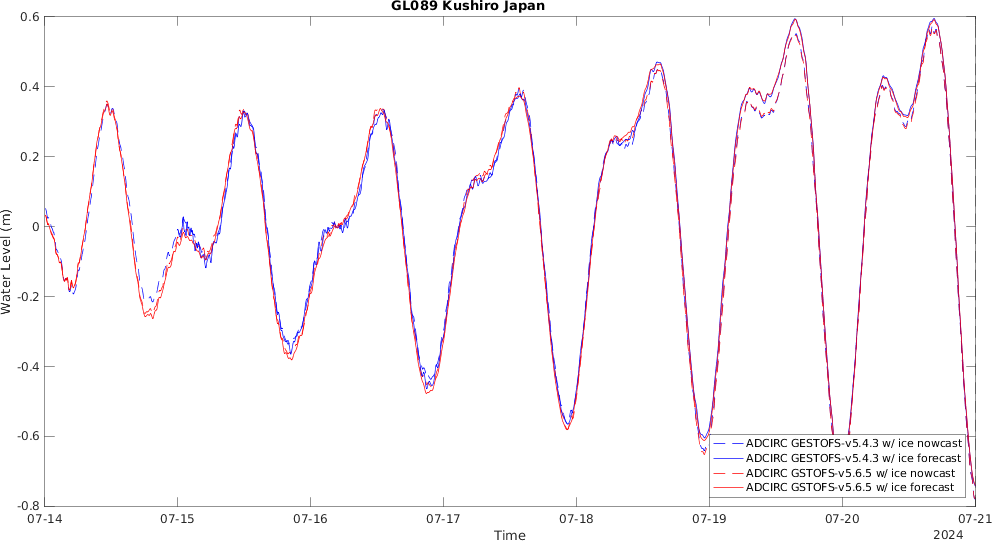 GL089 Kushiro Japan
0.6
0.4
0.2
0
-0.2
-0.4
-0.6
-0.8
Water Level (m)
ADCIRC GESTOFS-v5.4.3 w/ ice nowcast
ADCIRC GESTOFS-v5.4.3 w/ ice forecast
ADCIRC GSTOFS-v5.6.5 w/ ice nowcast
ADCIRC GSTOFS-v5.6.5 w/ ice forecast
07-14 07-15 07-16 07-17 07-18 07-19 07-20 07-21
Time
2024